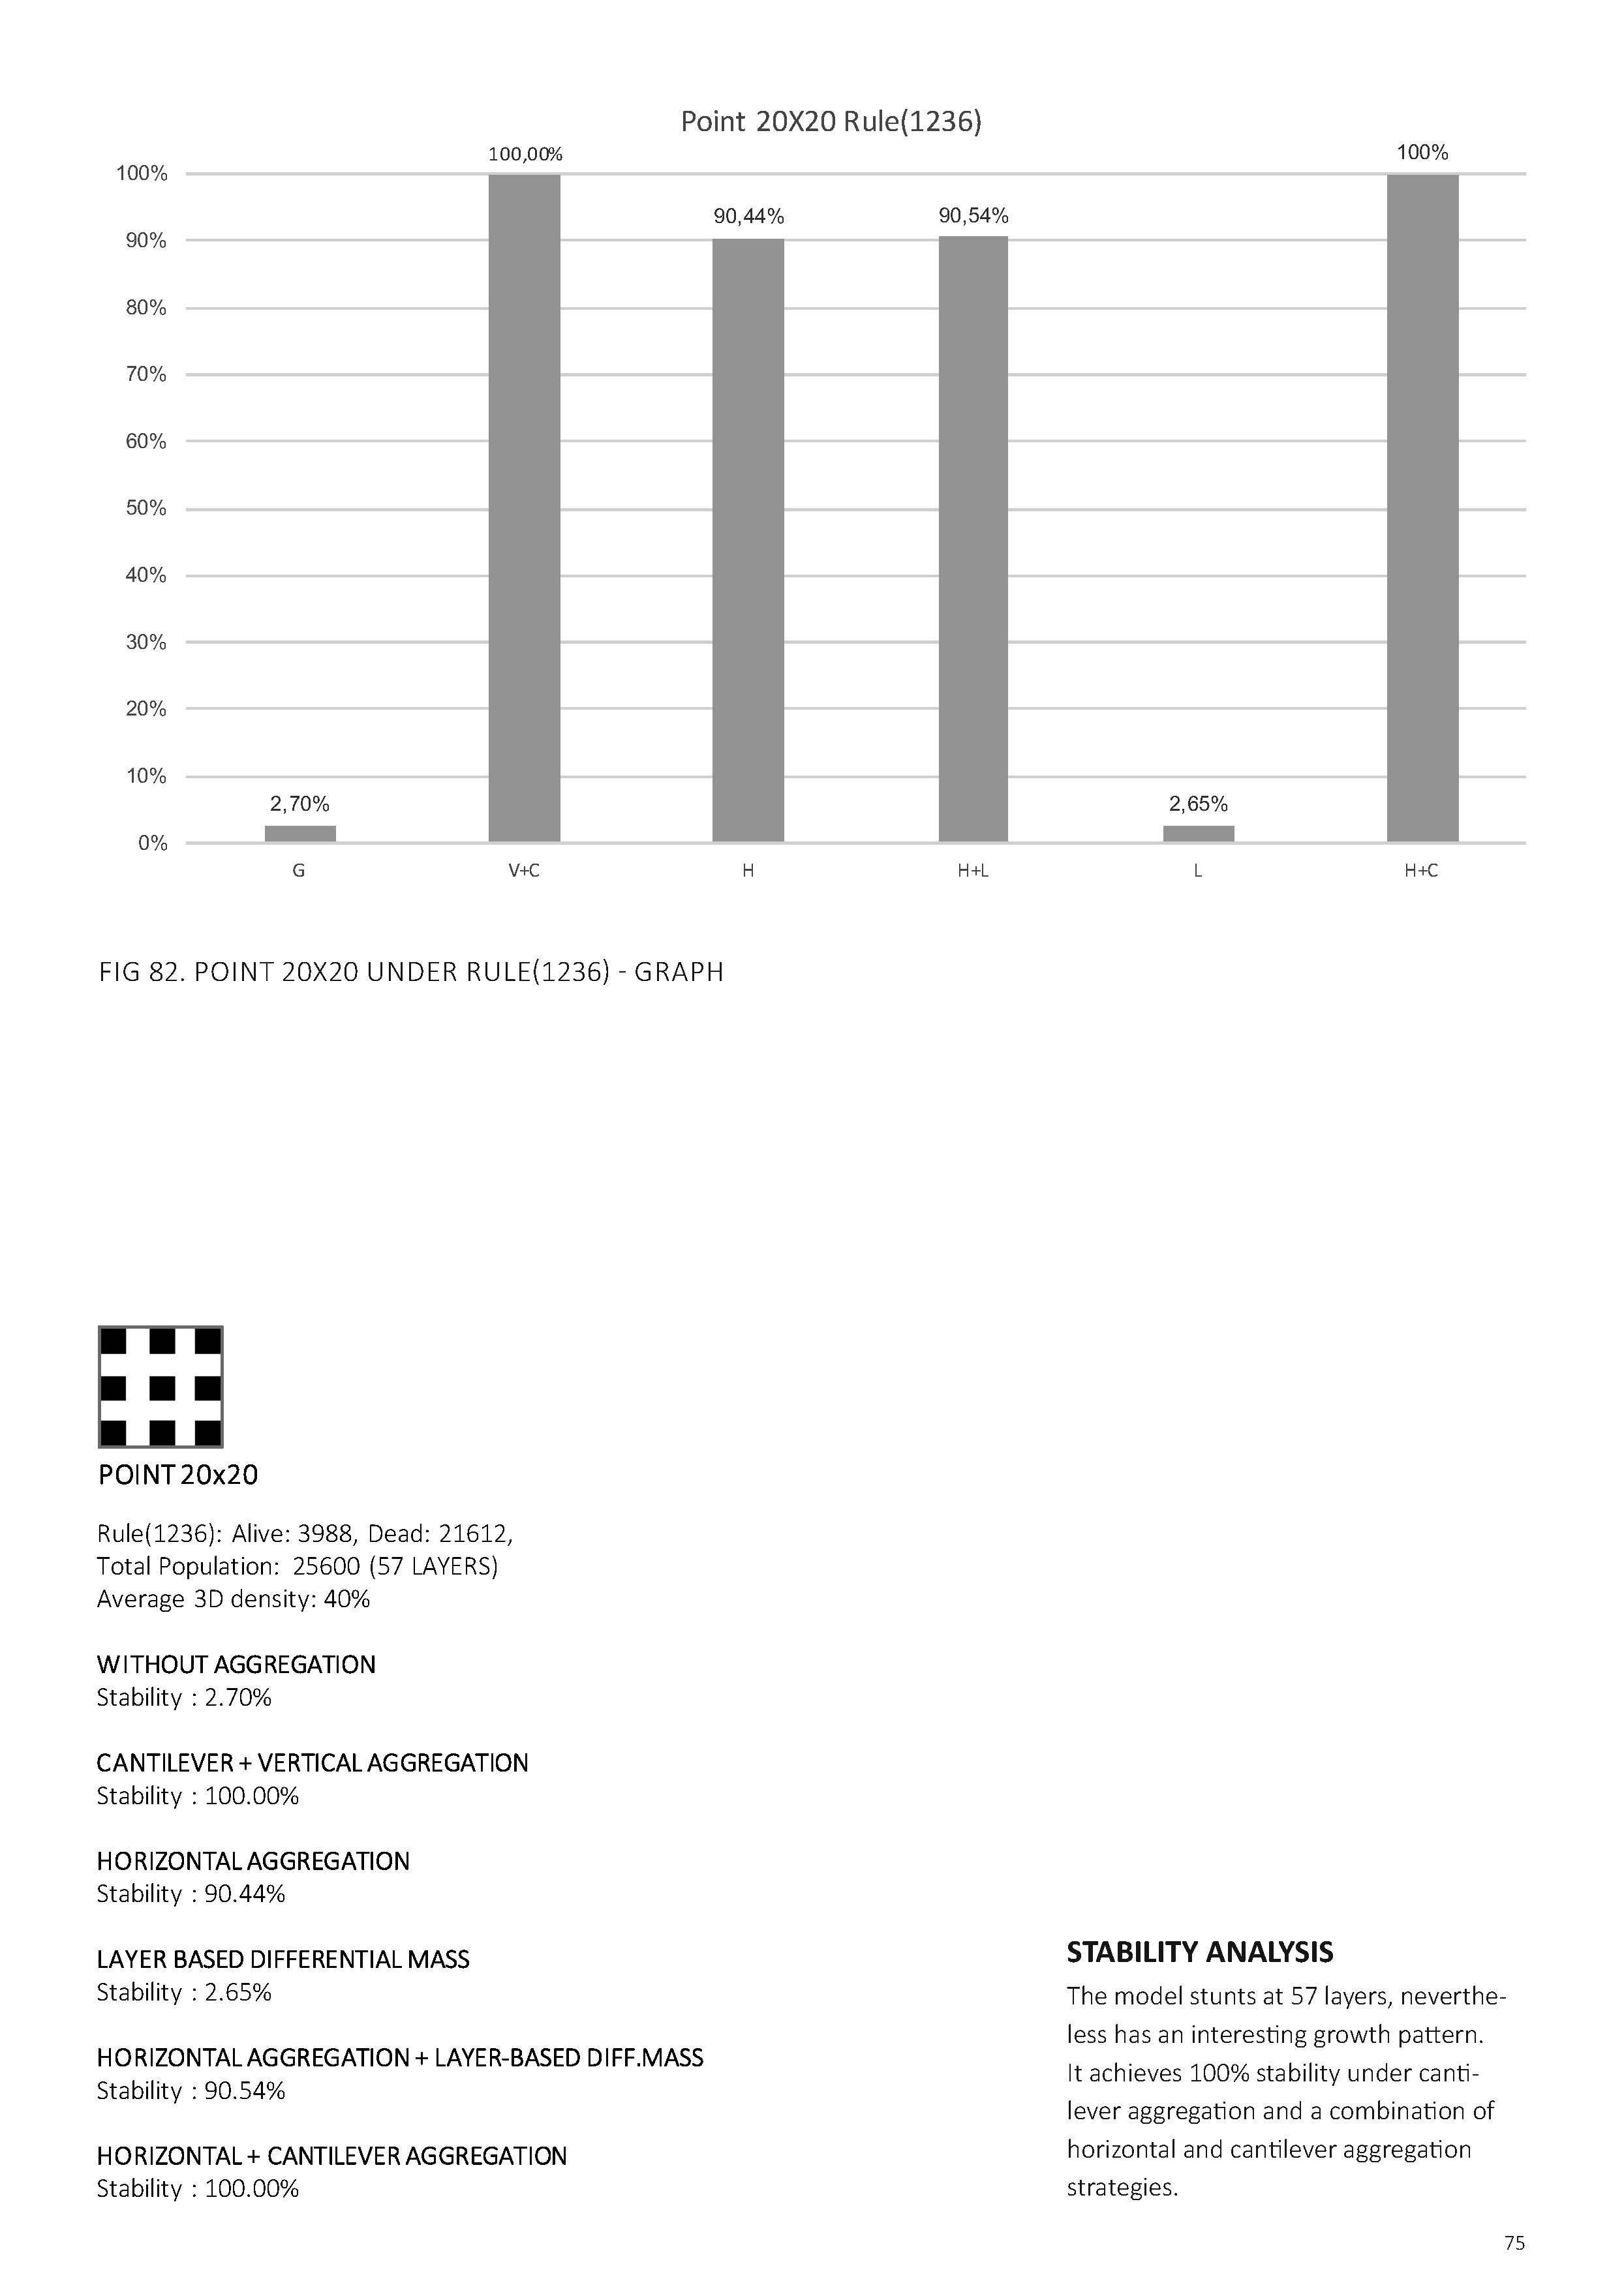 Point 20X20 Rule(1236)
100,00%
100%
100%
90,44%
90,54%
90%
80%
70%
60%
50%
40%
30%
20%
10%
2,70%
2,65%
0%
G
V+C
H
H+L
L
H+C
FIG 82. POINT 20X20 UNDER RULE(1236) - GRAPH
POINT 20x20
Rule(1236): Alive: 3988, Dead: 21612,
Total Population: 25600 (57 LAYERS)
Average 3D density: 40%
WITHOUT AGGREGATION
Stability : 2.70%
CANTILEVER + VERTICAL AGGREGATION
Stability : 100.00%
HORIZONTAL AGGREGATION
Stability : 90.44%
LAYER BASED DIFFERENTIAL MASS
Stability : 2.65%
HORIZONTAL AGGREGATION + LAYER-BASED DIFF.MASS
Stability : 90.54%
HORIZONTAL + CANTILEVER AGGREGATION
Stability : 100.00%
STABILITY ANALYSIS
The model stunts at 57 layers, neverthe-
less has an interesting growth pattern.
It achieves 100% stability under canti-
lever aggregation and a combination of
horizontal and cantilever aggregation
strategies.
75